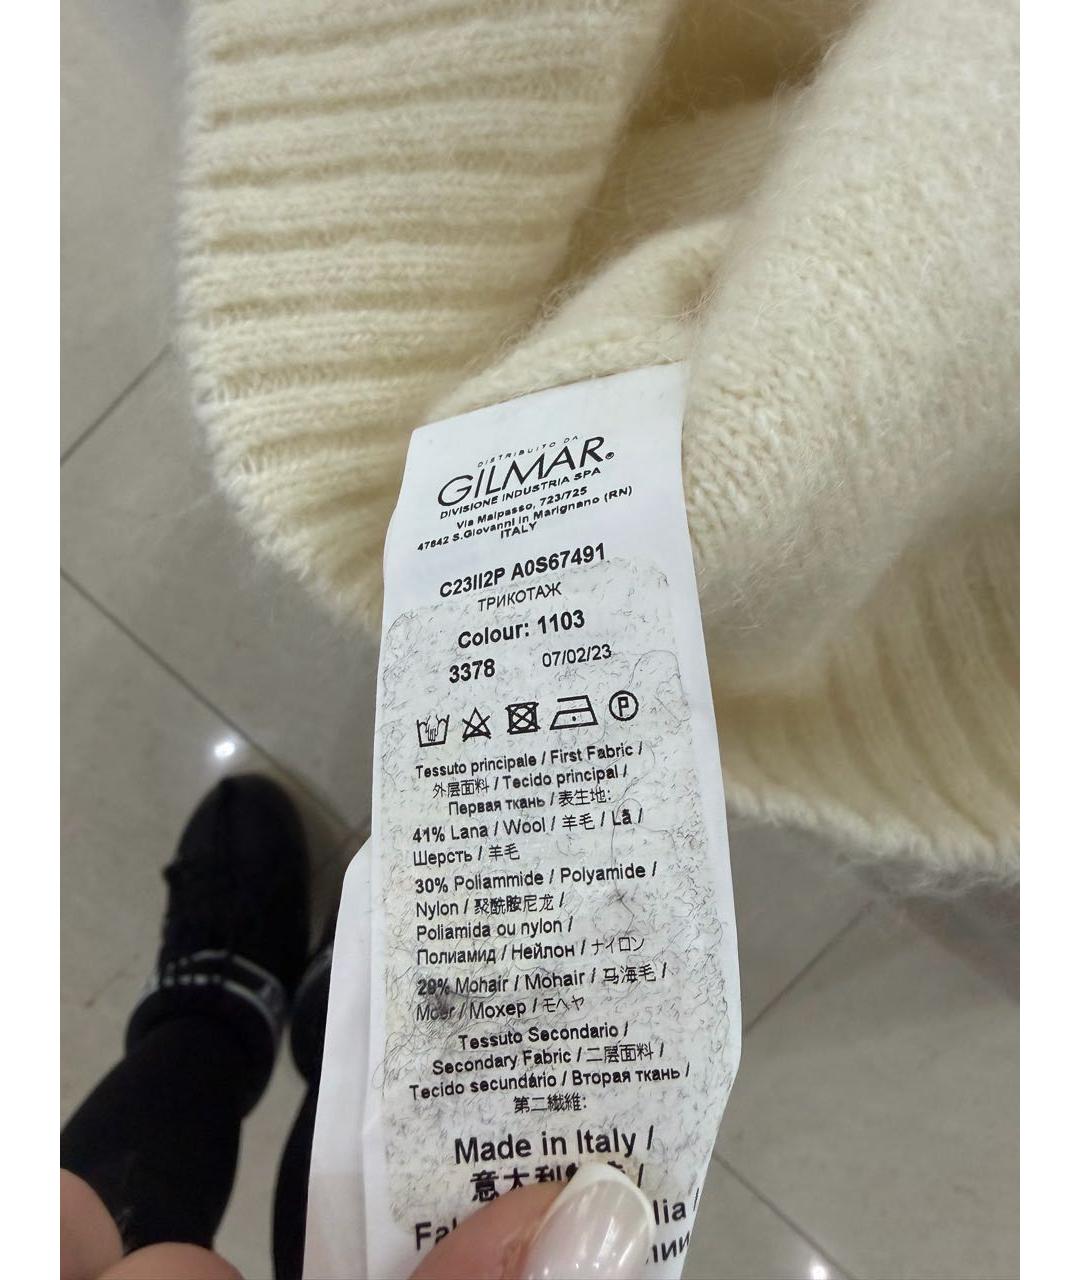 DISTRIBUITO DA
GILMAR®
DIVISIONE INDUSTRIA SPA
Via Malpasso, 723/725
47842 S.Giovanni in Marignano (RN)
ITALY
C23II2P A0S67491
ТРИКОТАЖ
Colour: 1103
3378 07/02/23
P
Tessuto principale / First Fabric /
外层面料 / Tecido principal /
Первая ткань / 表生地:
41% Lana / Wool / 羊毛 / Lã /
Шерсть / 羊毛
30% Poliammide / Polyamide /
Nylon / 聚酰胺尼龙 /
Poliamida ou nylon /
Полиамид / Нейлон / ナイロン
29% Mohair / Mohair / 马海毛 /
Moer / Мохер / モヘヤ
Tessuto Secondario /
Secondary Fabric / 二层面料 /
Tecido secundário / Вторая ткань /
第二繊維:
Made in Italy /
意大利 /